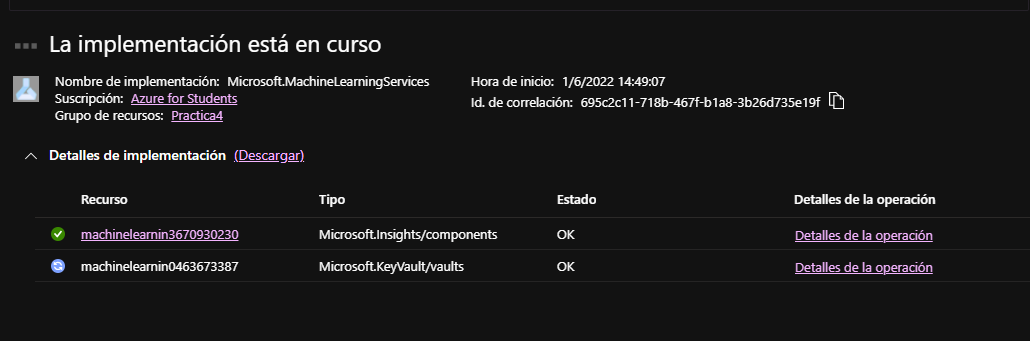 La implementación está en curso
Nombre de implementación: Microsoft.MachineLearningServices
Suscripción: Azure for Students
Grupo de recursos: Practica4
Hora de inicio: 1/6/2022 14:49:07
Id. de correlación: 695c2c11-718b-467f-b1a8-3b26d735e19f
Detalles de implementación (Descargar)
Recurso Tipo Estado Detalles de la operación
machinelearnin3670930230 Microsoft.Insights/components OK Detalles de la operación
machinelearnin0463673387 Microsoft.KeyVault/vaults OK Detalles de la operación